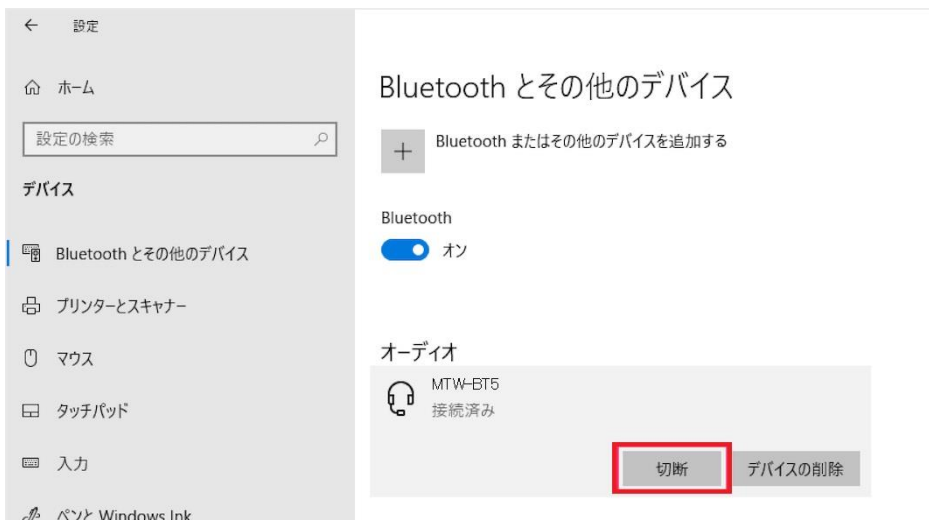 設定
ホーム
設定の検索
デバイス
Bluetooth とその他のデバイス
プリンターとスキャナー
マウス
タッチパッド
入力
ペンと Windows Ink
Bluetooth とその他のデバイス
Bluetooth またはその他のデバイスを追加する
Bluetooth
オン
オーディオ
MTW-BT5
接続済み
切断
デバイスの削除